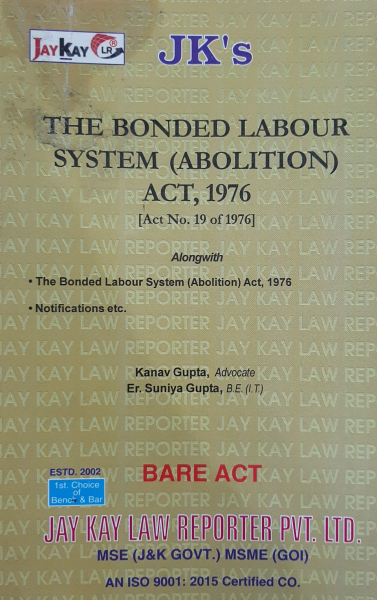 JAYKAY LR ®
JK's
THE BONDED LABOUR
SYSTEM (ABOLITION)
ACT, 1976
[Act No. 19 of 1976]
Alongwith
• The Bonded Labour System (Abolition) Act, 1976
• Notifications etc.
Kanav Gupta, Advocate
Er. Suniya Gupta, B.E. (I.T.)
ESTD. 2002
1st. Choice
of
Bench & Bar
BARE ACT
JAY KAY LAW REPORTER PVT. LTD.
MSE (J&K GOVT.) MSME (GOI)
AN ISO 9001: 2015 Certified CO.